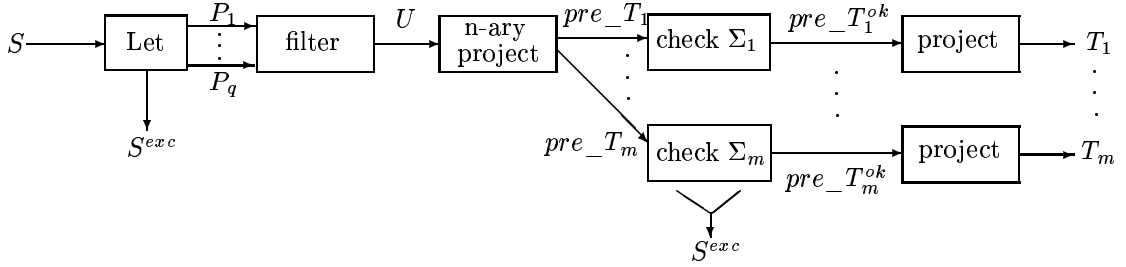 S
Let
P_1
P_q
S^{exc}
filter
U
n-ary
project
pre_T_1
pre_T_m
check Σ_1
check Σ_m
S^{exc}
pre_T_1^{ok}
pre_T_m^{ok}
project
project
T_1
T_m